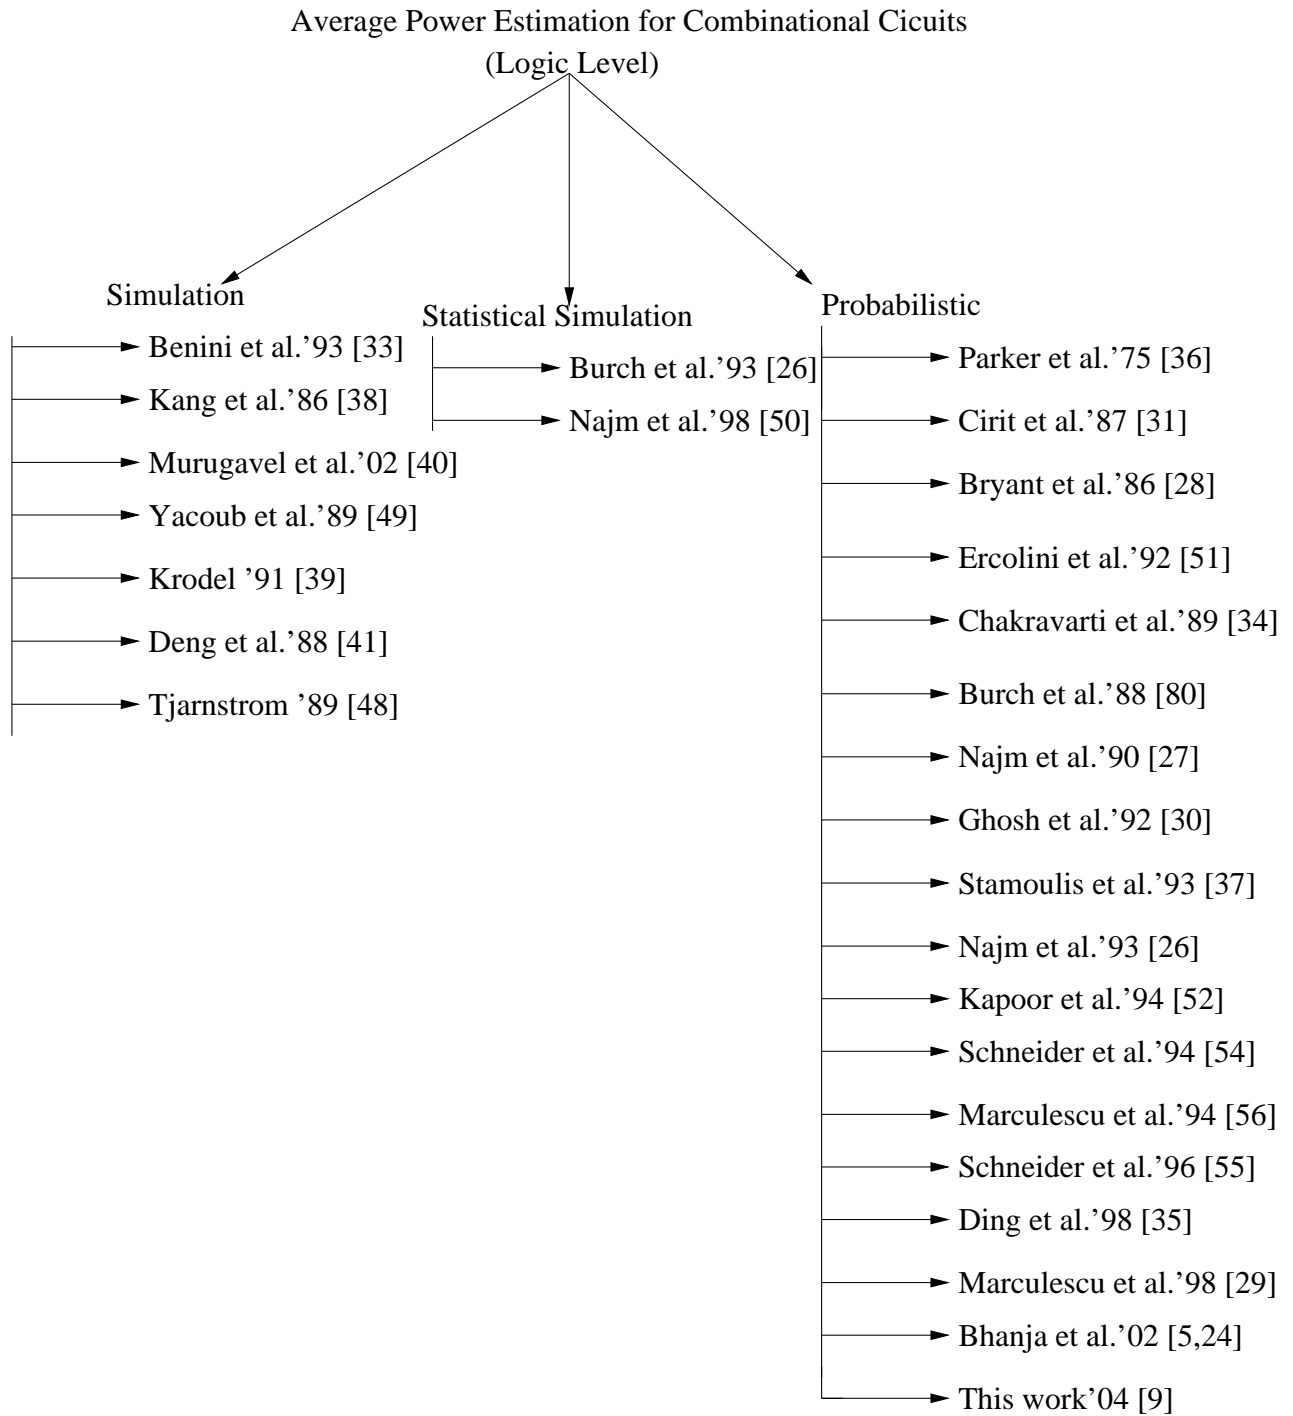 Average Power Estimation for Combinational Cicuits
(Logic Level)
Simulation
Benini et al.’93 [33]
Kang et al.’86 [38]
Murugavel et al.’02 [40]
Yacoub et al.’89 [49]
Krodel ’91 [39]
Deng et al.’88 [41]
Tjarnstrom ’89 [48]
Statistical Simulation
Burch et al.’93 [26]
Najm et al.’98 [50]
Probabilistic
Parker et al.’75 [36]
Cirit et al.’87 [31]
Bryant et al.’86 [28]
Ercolini et al.’92 [51]
Chakravarti et al.’89 [34]
Burch et al.’88 [80]
Najm et al.’90 [27]
Ghosh et al.’92 [30]
Stamoulis et al.’93 [37]
Najm et al.’93 [26]
Kapoor et al.’94 [52]
Schneider et al.’94 [54]
Marculescu et al.’94 [56]
Schneider et al.’96 [55]
Ding et al.’98 [35]
Marculescu et al.’98 [29]
Bhanja et al.’02 [5,24]
This work’04 [9]